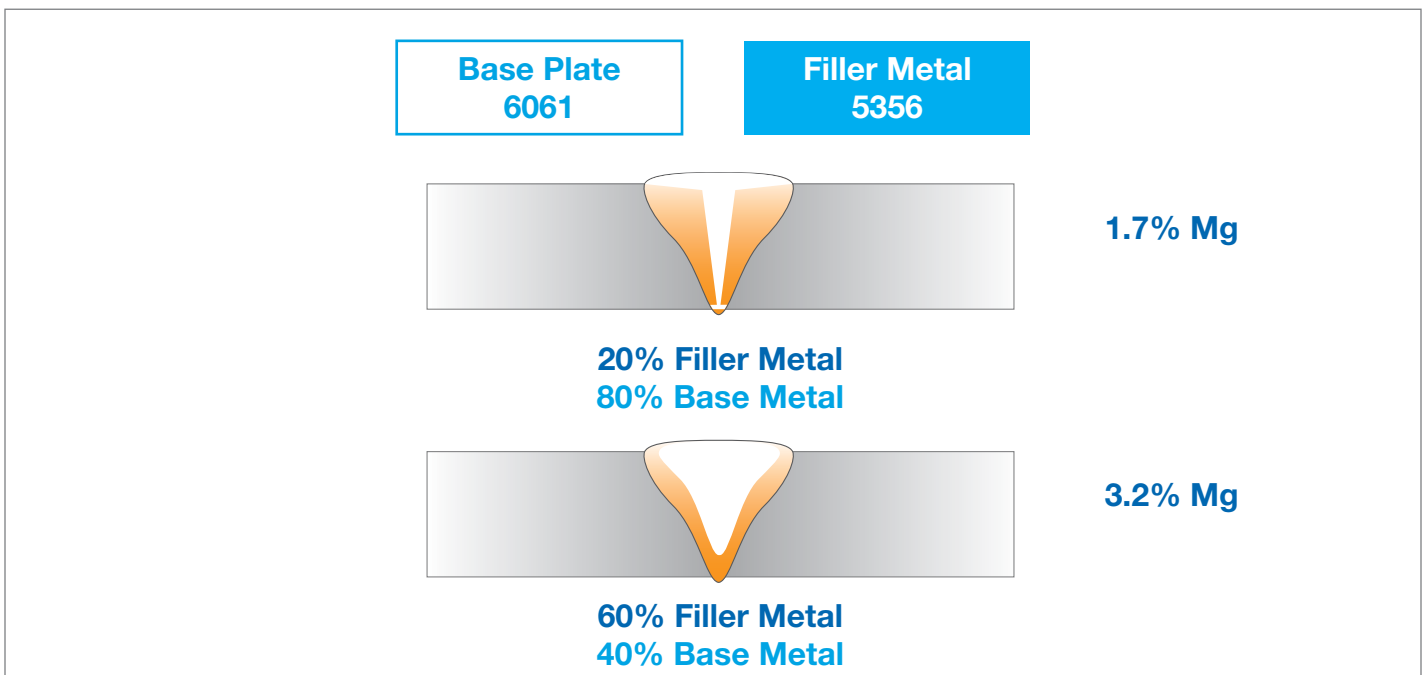 Base Plate
6061
Filler Metal
5356
1.7% Mg
20% Filler Metal
80% Base Metal
3.2% Mg
60% Filler Metal
40% Base Metal